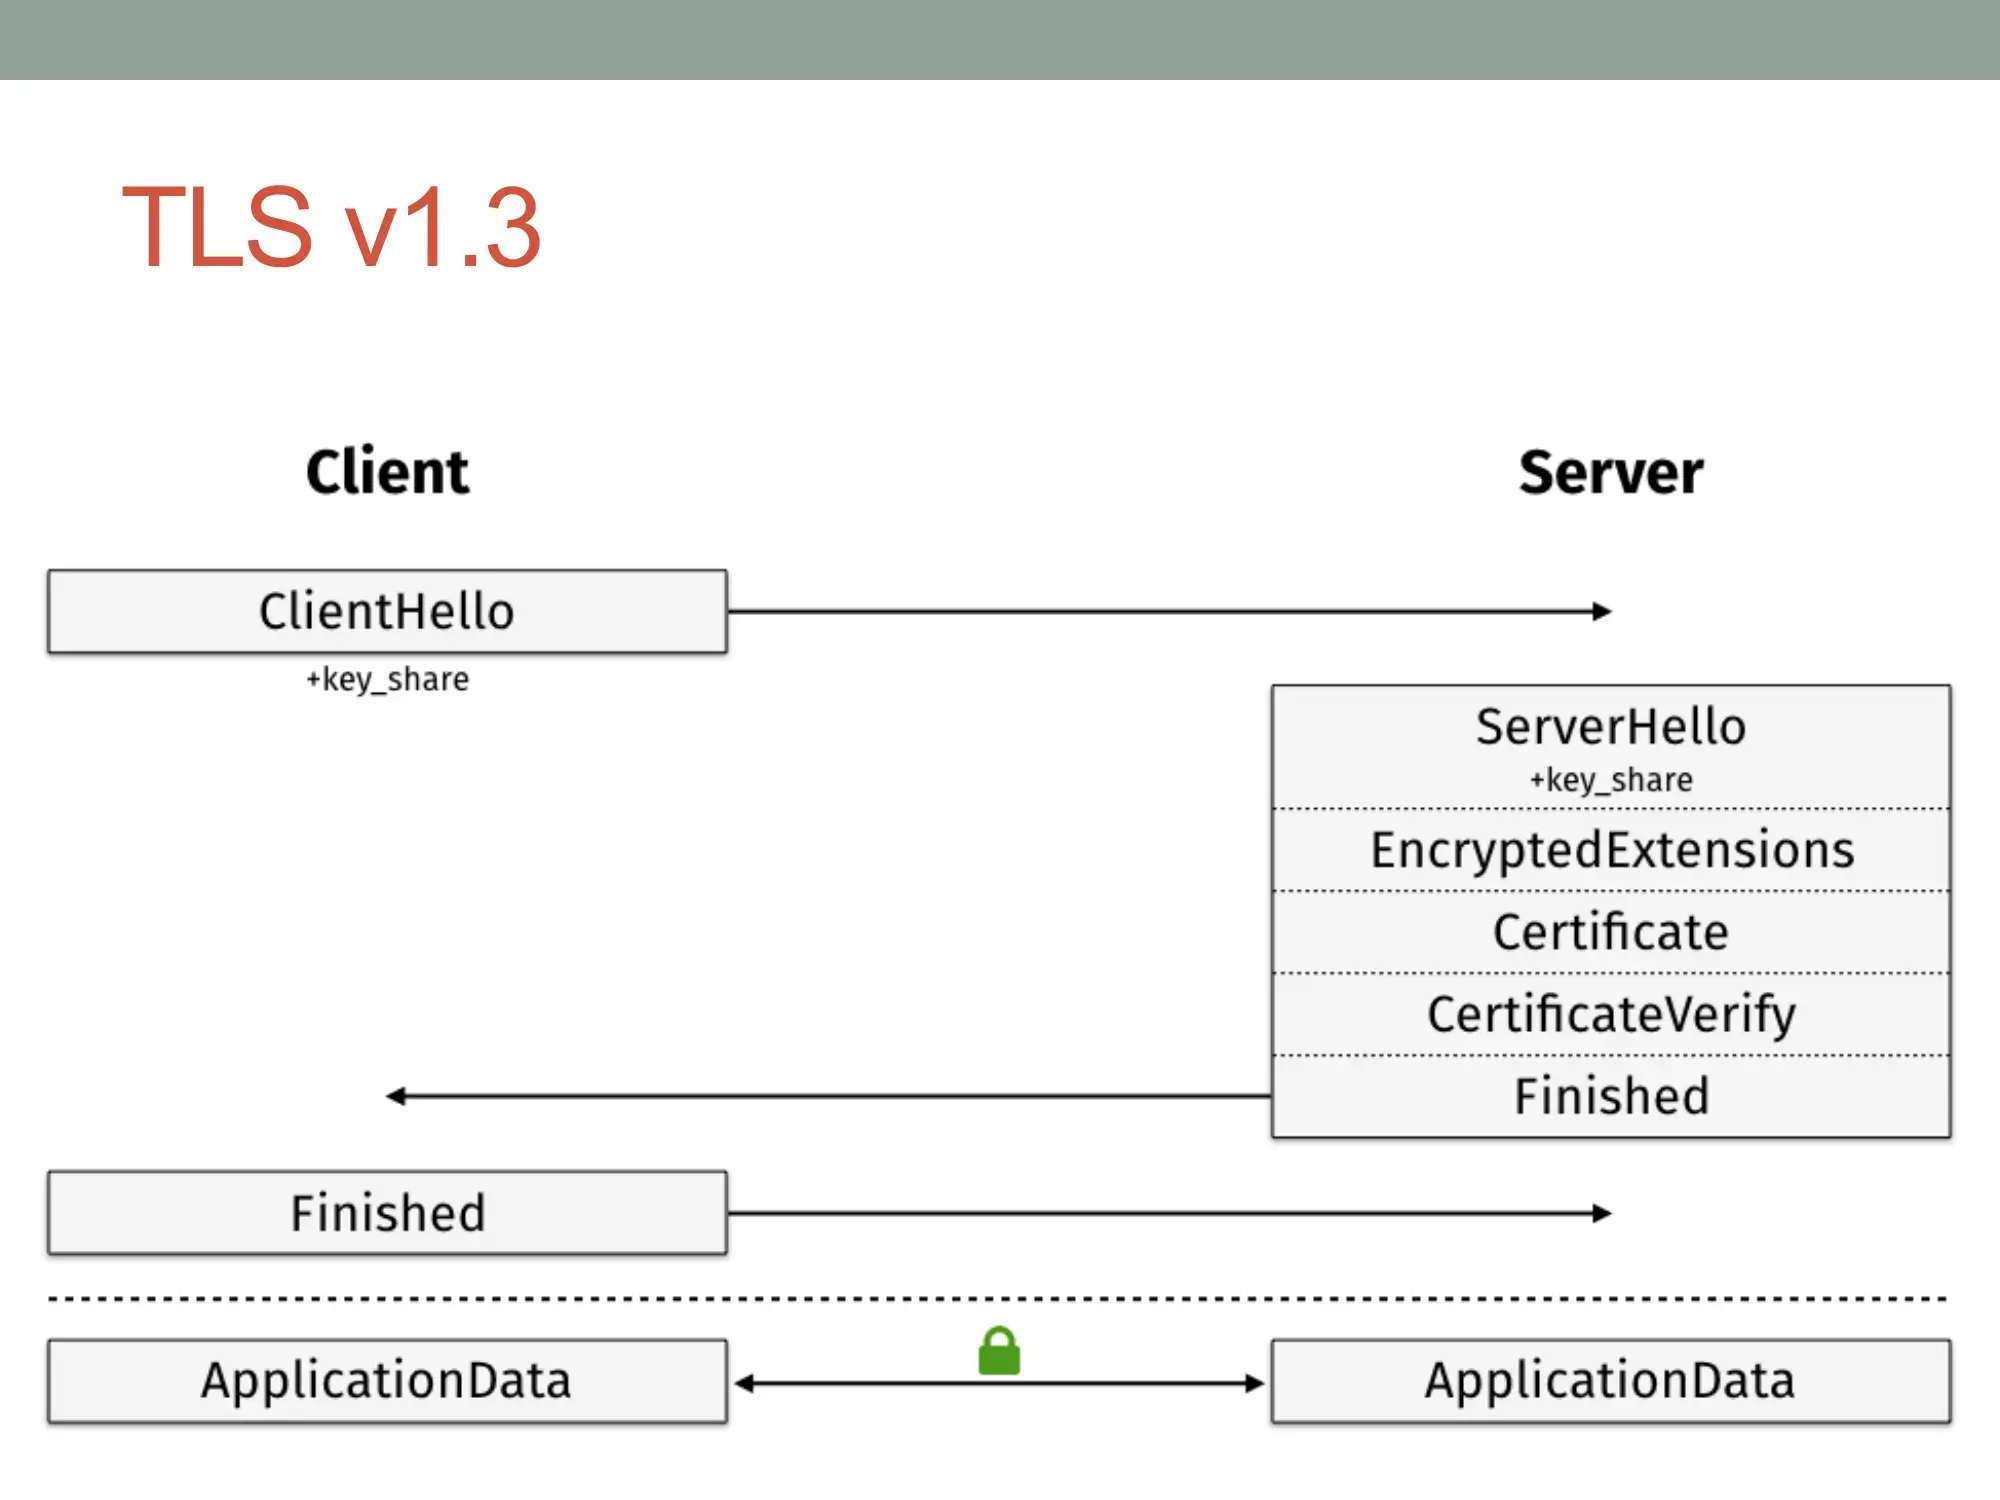 TLS v1.3
Client
Server
ClientHello
+key_share
ServerHello
+key_share
EncryptedExtensions
Certificate
CertificateVerify
Finished
Finished
ApplicationData
ApplicationData